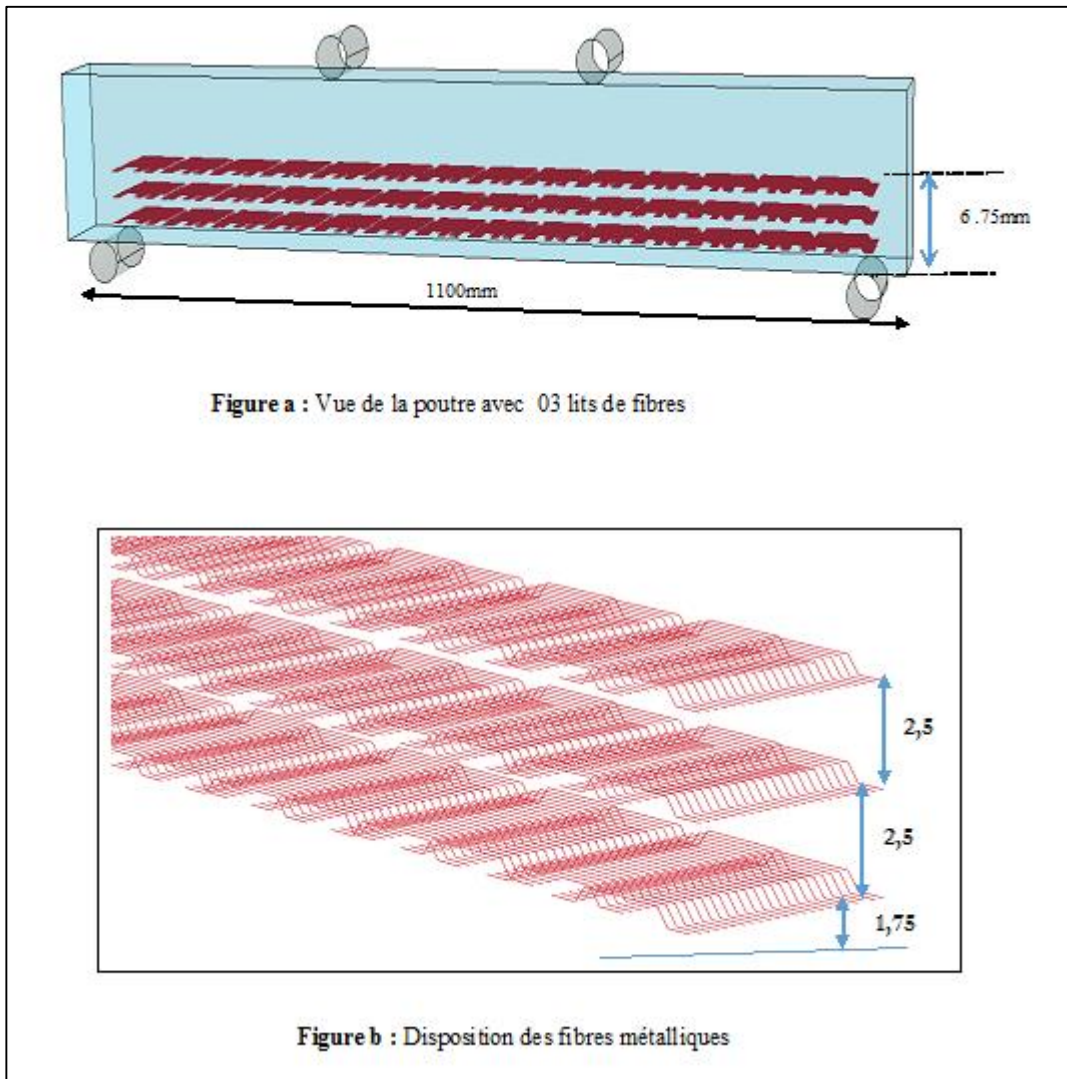 6 .75mm
1100mm
Figure a : Vue de la poutre avec 03 lits de fibres
2,5
2,5
1,75
Figure b : Disposition des fibres métalliques